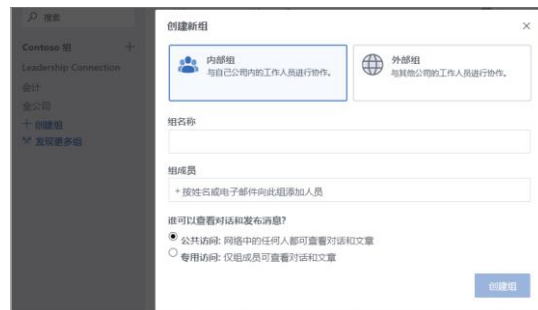 搜索
Contoso 组
Leadership Connection
会计
全公司
创建组
发现更多组
创建新组
内部组
与自己公司内的工作人员进行协作。
外部组
与其他公司的工作人员进行协作。
组名称
组成员
+ 按姓名或电子邮件向此组添加人员
谁可以查看对话和发布消息?
公共访问: 网络中的任何人都可查看对话和文章
专用访问: 仅组成员可查看对话和文章
创建组